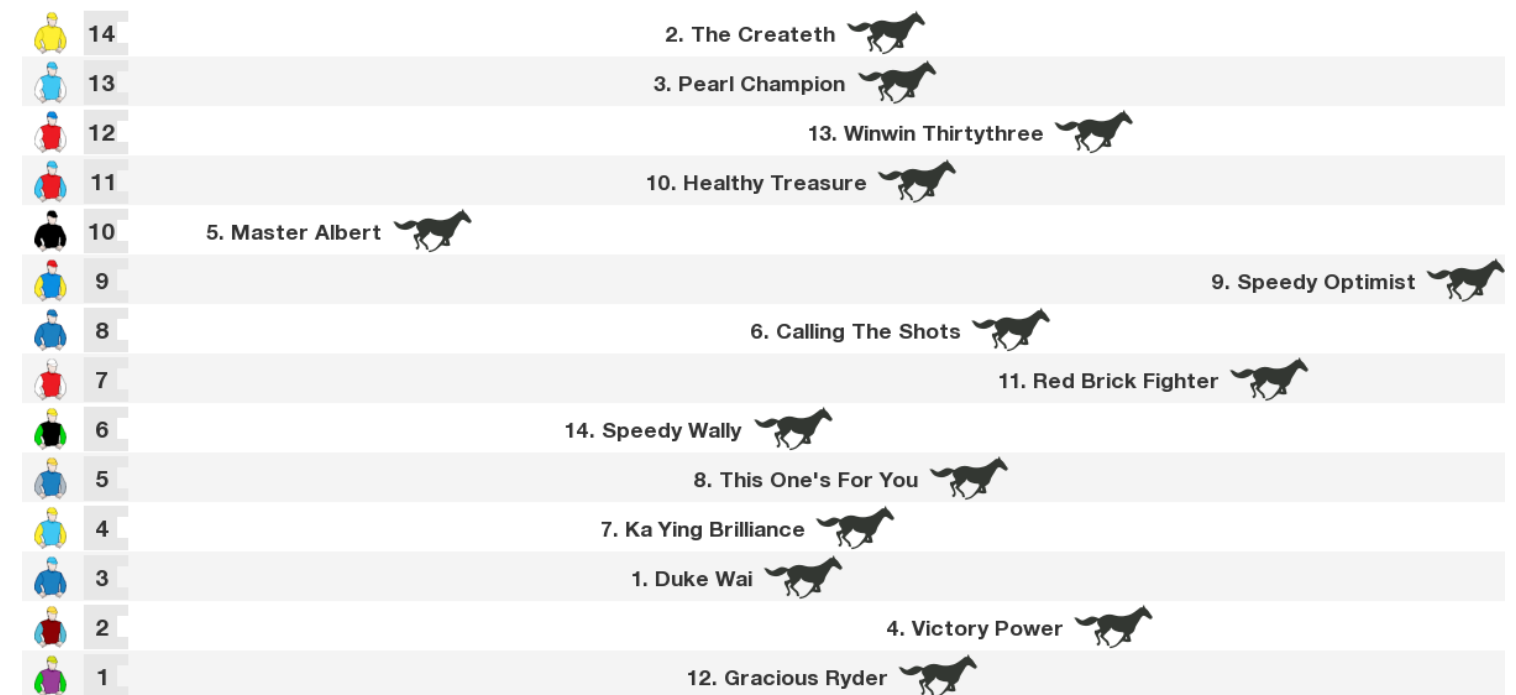 14 2. The Createth
13 3. Pearl Champion
12 13. Winwin Thirtythree
11 10. Healthy Treasure
10 5. Master Albert
9 9. Speedy Optimist
8 6. Calling The Shots
7 11. Red Brick Fighter
6 14. Speedy Wally
5 8. This One's For You
4 7. Ka Ying Brilliance
3 1. Duke Wai
2 4. Victory Power
1 12. Gracious Ryder